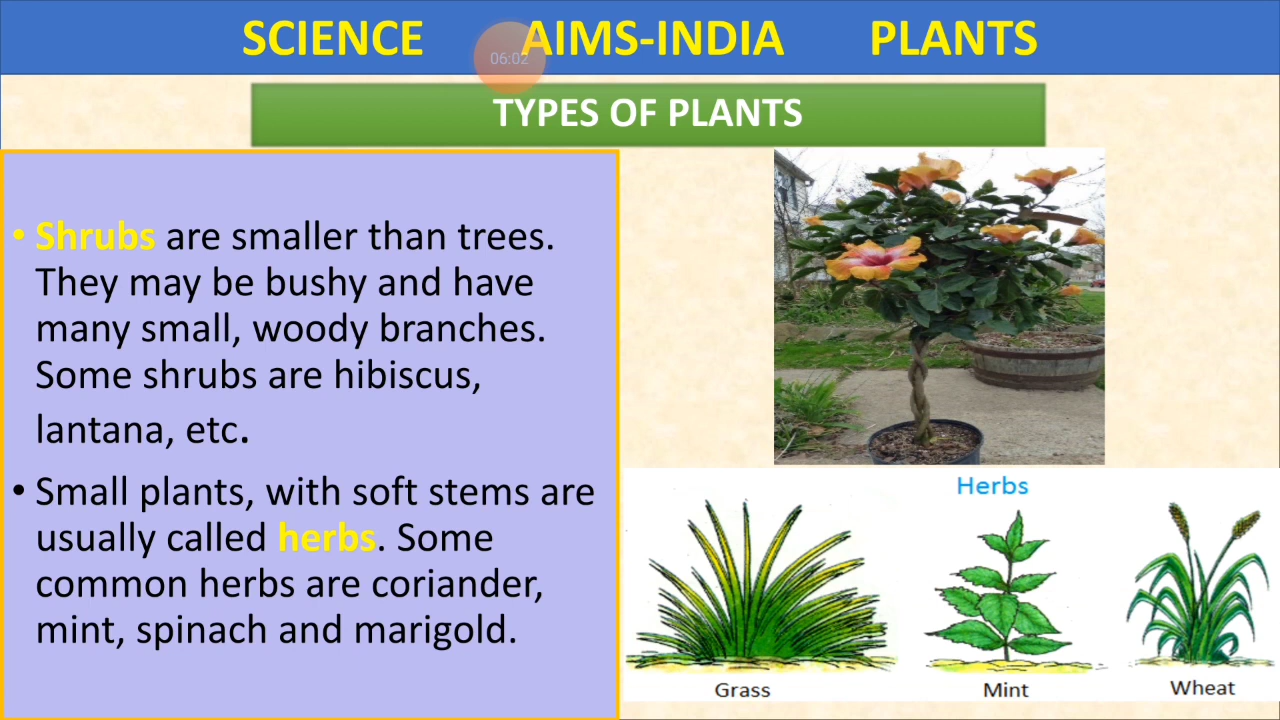 SCIENCE AIMS-INDIA PLANTS
06:02
TYPES OF PLANTS
• Shrubs are smaller than trees.
They may be bushy and have
many small, woody branches.
Some shrubs are hibiscus,
lantana, etc.
• Small plants, with soft stems are
usually called herbs. Some
common herbs are coriander,
mint, spinach and marigold.
Herbs
Grass Mint Wheat